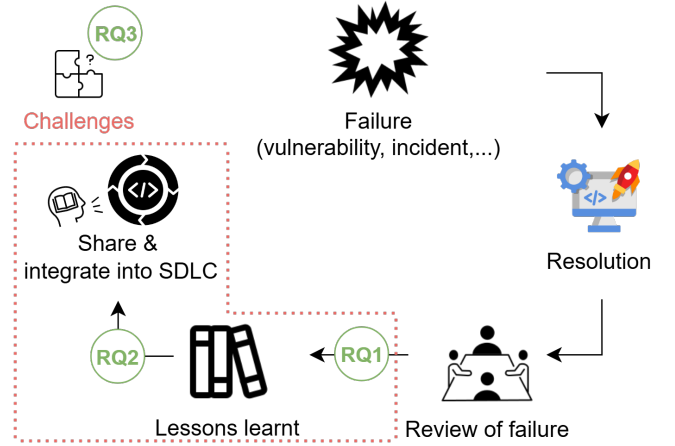 RQ3
?
Challenges
Failure
(vulnerability, incident,...)
</>
</>
Share &
integrate into SDLC
Resolution
RQ2
RQ1
Lessons learnt
Review of failure